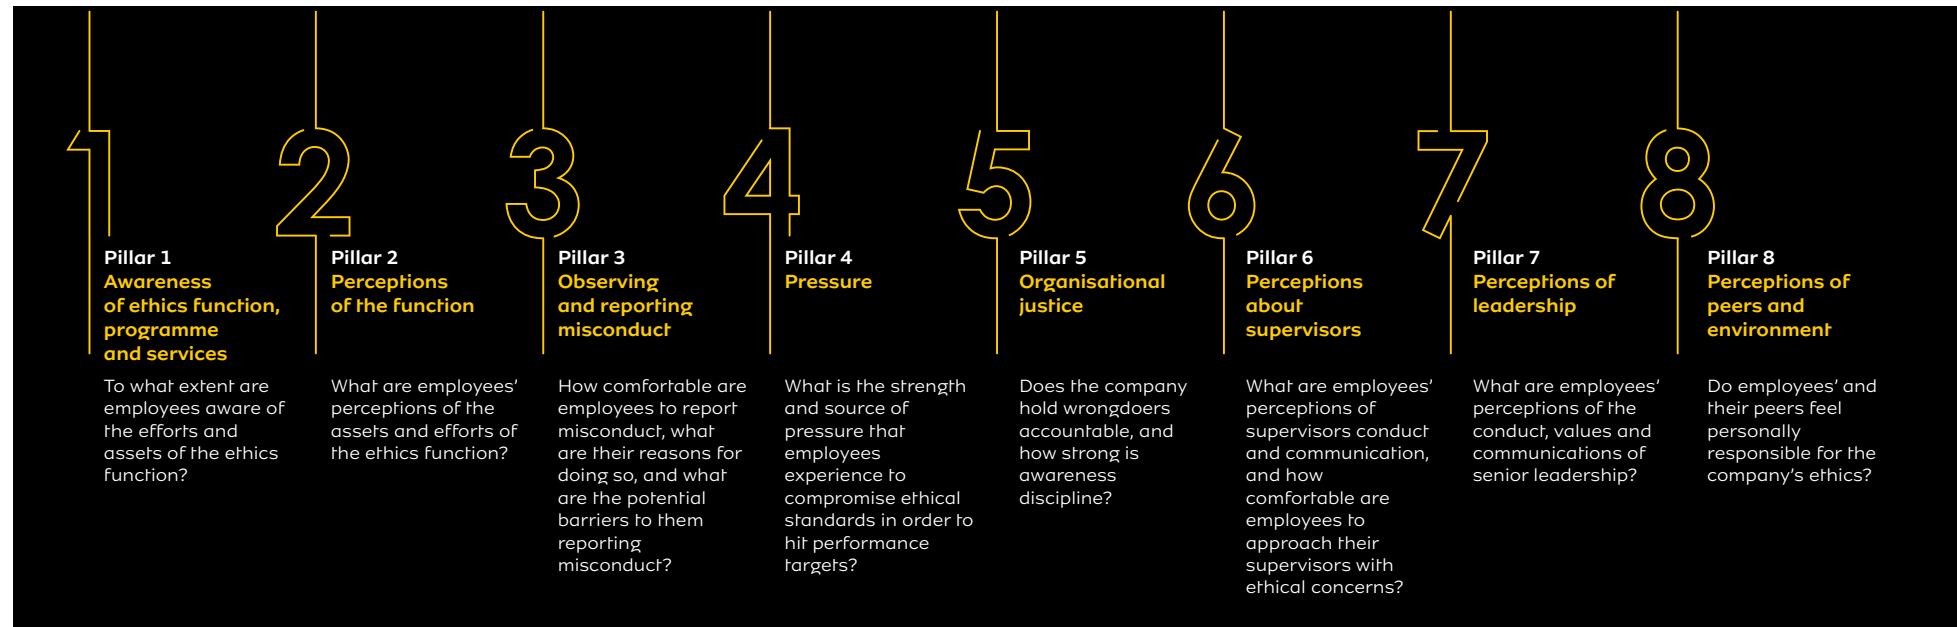 1
Pillar 1
Awareness
of ethics function,
programme
and services
To what extent are
employees aware of
the efforts and
assets of the ethics
function?
2
Pillar 2
Perceptions
of the function
What are employees’
perceptions of the
assets and efforts of
the ethics function?
3
Pillar 3
Observing
and reporting
misconduct
How comfortable are
employees to report
misconduct, what
are their reasons for
doing so, and what
are the potential
barriers to them
reporting
misconduct?
4
Pillar 4
Pressure
What is the strength
and source of
pressure that
employees
experience to
compromise ethical
standards in order to
hit performance
targets?
5
Pillar 5
Organisational
justice
Does the company
hold wrongdoers
accountable, and
how strong is
awareness
discipline?
6
Pillar 6
Perceptions
about
supervisors
What are employees’
perceptions of
supervisors conduct
and communication,
and how
comfortable are
employees to
approach their
supervisors with
ethical concerns?
7
Pillar 7
Perceptions of
leadership
What are employees’
perceptions of the
conduct, values and
communications of
senior leadership?
8
Pillar 8
Perceptions of
peers and
environment
Do employees’ and
their peers feel
personally
responsible for the
company’s ethics?